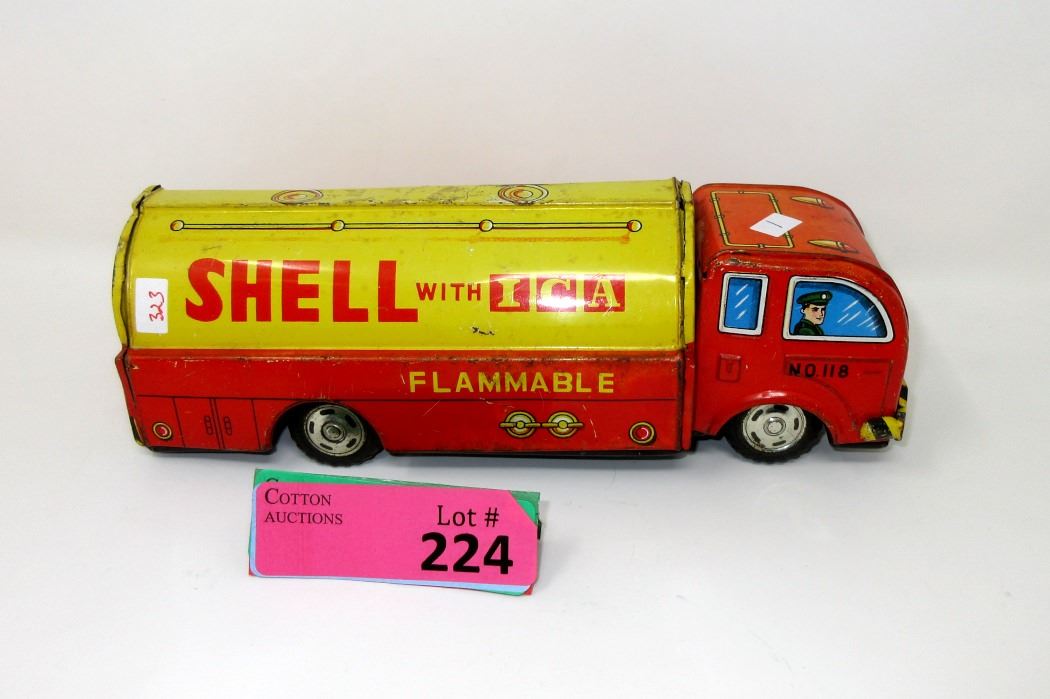 SHELL WITH ICA
323
FLAMMABLE
NO. 118
COTTON
AUCTIONS
Lot #
224